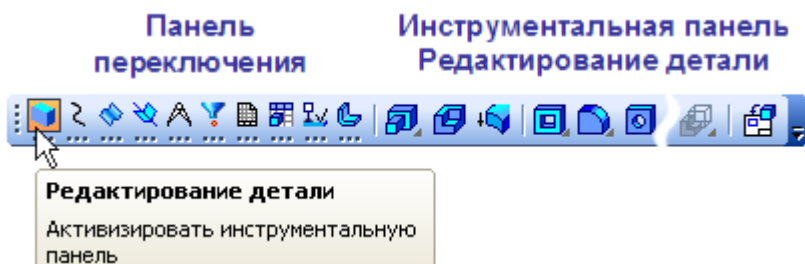 Панель
переключения
Инструментальная панель
Редактирование детали
Редактирование детали
Активизировать инструментальную
панель